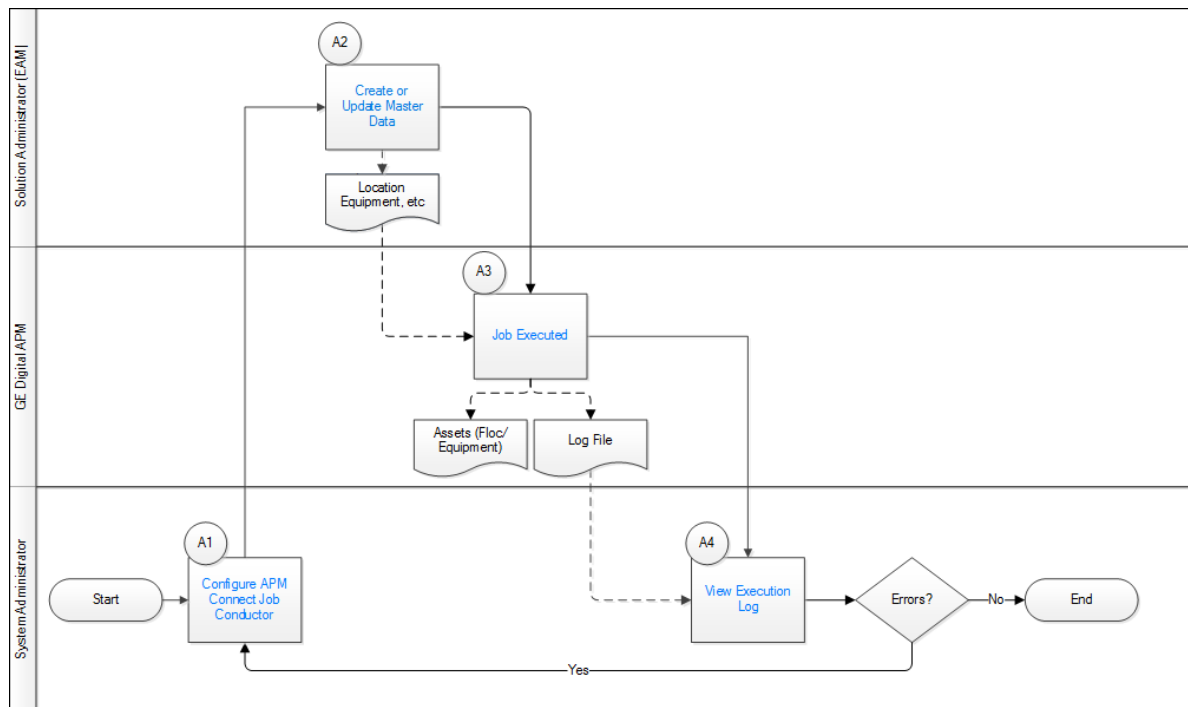 Solution Administrator (EAM)
A2
Create or
Update Master
Data
Location
Equipment, etc
GE Digital APM
A3
Job Executed
Assets (Floc/
Equipment)
Log File
System Administrator
Start
A1
Configure APM
Connect Job
Conductor
A4
View Execution
Log
Errors?
No
End
Yes